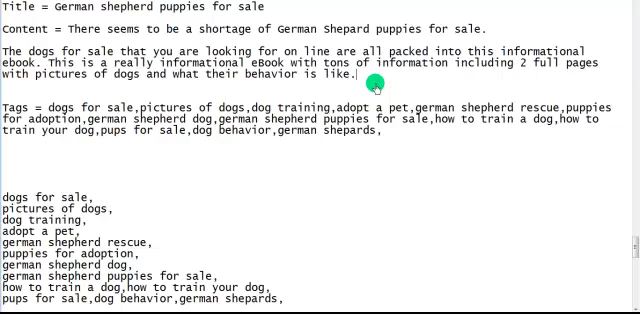 Title = German shepherd puppies for sale
Content = There seems to be a shortage of German Shepard puppies for sale.
The dogs for sale that you are looking for on line are all packed into this informational
ebook. This is a really informational eBook with tons of information including 2 full pages
with pictures of dogs and what their behavior is like.
Tags = dogs for sale,pictures of dogs,dog training,adopt a pet,german shepherd rescue,puppies
for adoption,german shepherd dog,german shepherd puppies for sale,how to train a dog,how to
train your dog,pups for sale,dog behavior,german shepards,
dogs for sale,
pictures of dogs,
dog training,
adopt a pet,
german shepherd rescue,
puppies for adoption,
german shepherd dog,
german shepherd puppies for sale,
how to train a dog,how to train your dog,
pups for sale,dog behavior,german shepards,